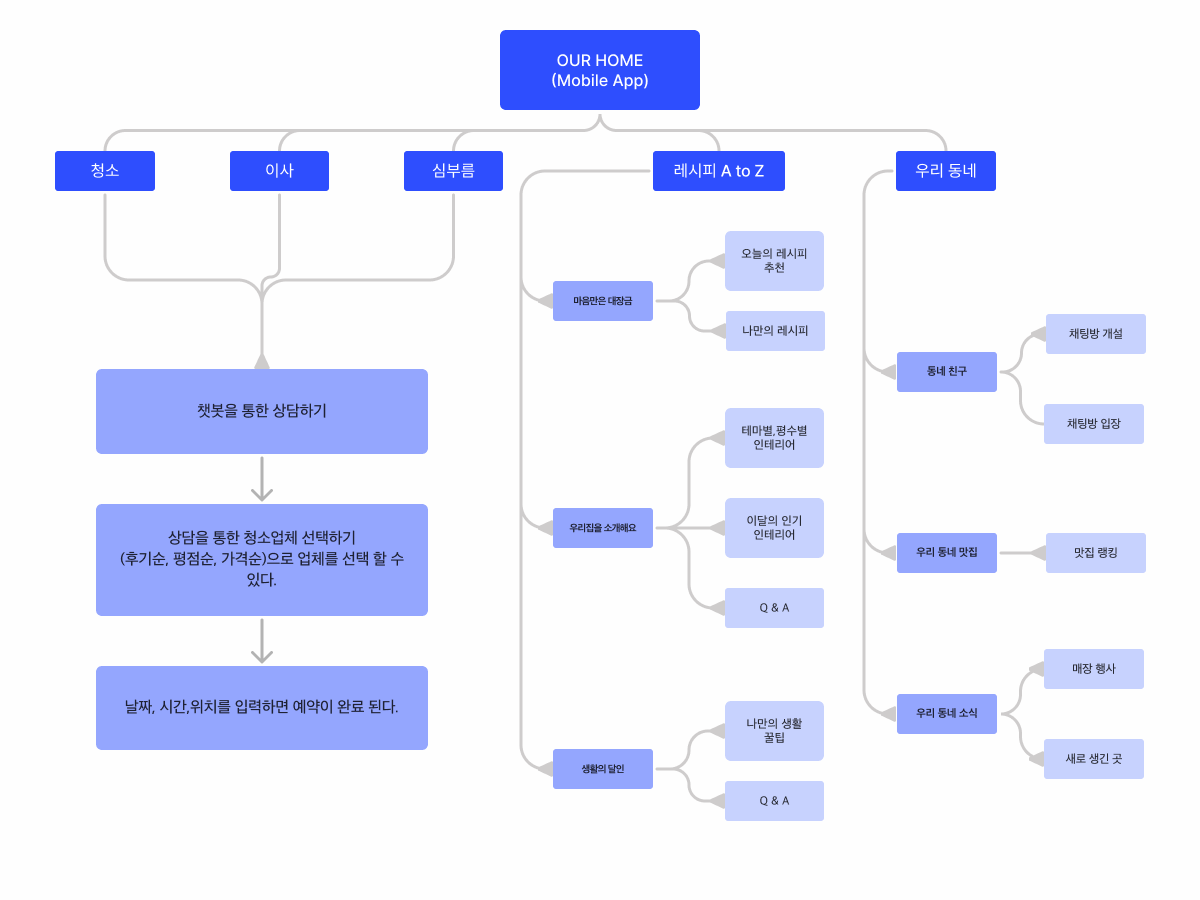 OUR HOME
(Mobile App)
청소
이사
심부름
레시피 A to Z
우리 동네
챗봇을 통한 상담하기
상담을 통한 청소업체 선택하기
(후기순, 평점순, 가격순)으로 업체를 선택 할 수
있다.
날짜, 시간,위치를 입력하면 예약이 완료 된다.
마음만은 대장금
오늘의 레시피
추천
나만의 레시피
우리집을 소개해요
테마별,평수별
인테리어
이달의 인기
인테리어
Q & A
생활의 달인
나만의 생활
꿀팁
Q & A
동네 친구
채팅방 개설
채팅방 입장
우리 동네 맛집
맛집 랭킹
우리 동네 소식
매장 행사
새로 생긴 곳